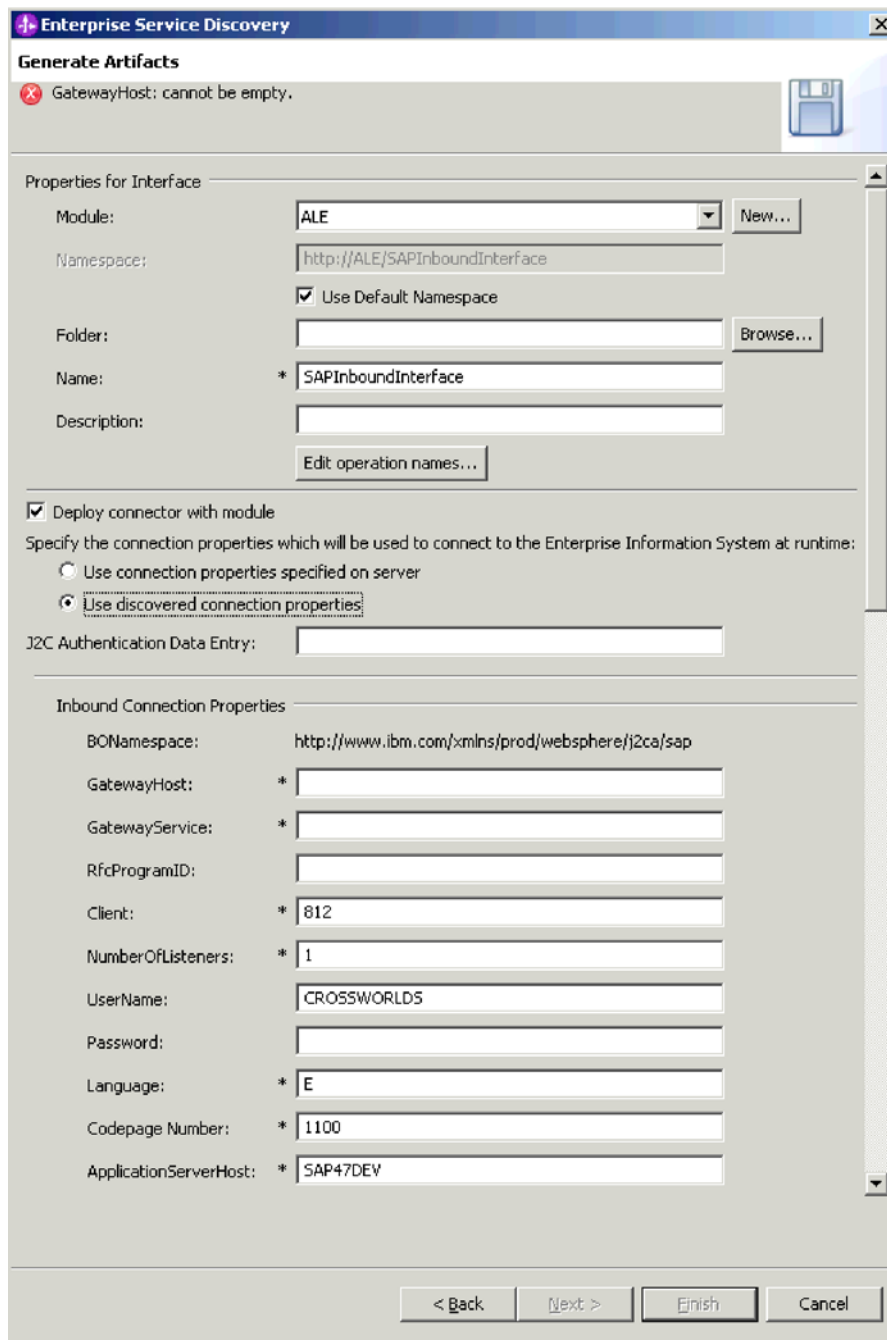 Enterprise Service Discovery
Generate Artifacts
GatewayHost: cannot be empty.
Properties for Interface
Module: ALE New...
Namespace: http://ALE/SAPInboundInterface
Use Default Namespace
Folder: Browse...
Name: * SAPInboundInterface
Description:
Edit operation names...
Deploy connector with module
Specify the connection properties which will be used to connect to the Enterprise Information System at runtime:
Use connection properties specified on server
Use discovered connection properties
J2C Authentication Data Entry:
Inbound Connection Properties
BONamespace: http://www.ibm.com/xmlns/prod/websphere/j2ca/sap
GatewayHost: *
GatewayService: *
RfcProgramID:
Client: * 812
NumberOfListeners: * 1
UserName: CROSSWORLDS
Password:
Language: * E
Codepage Number: * 1100
ApplicationServerHost: * SAP47DEV
< Back Next > Finish Cancel